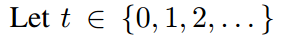 Let t ∈ {0, 1, 2, . . . }